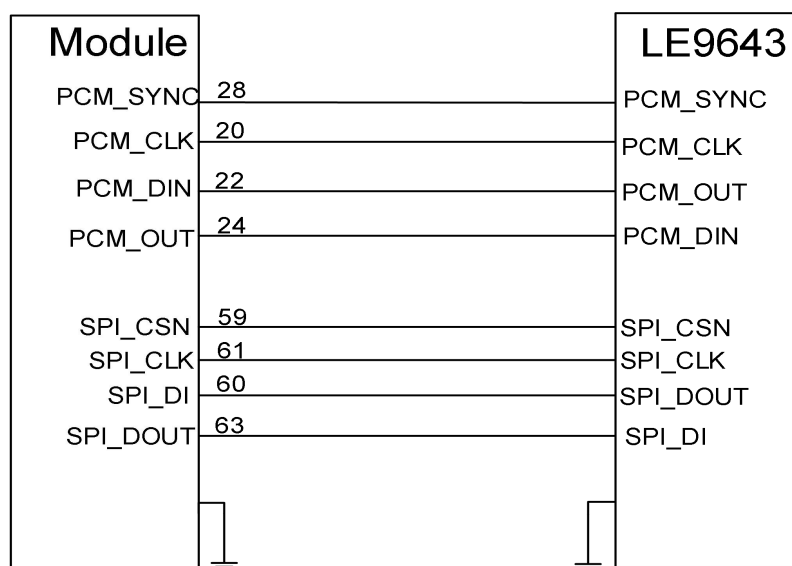 Module LE9643
PCM_SYNC 28 PCM_SYNC
PCM_CLK 20 PCM_CLK
PCM_DIN 22 PCM_OUT
PCM_OUT 24 PCM_DIN
SPI_CSN 59 SPI_CSN
SPI_CLK 61 SPI_CLK
SPI_DI 60 SPI_DOUT
SPI_DOUT 63 SPI_DI